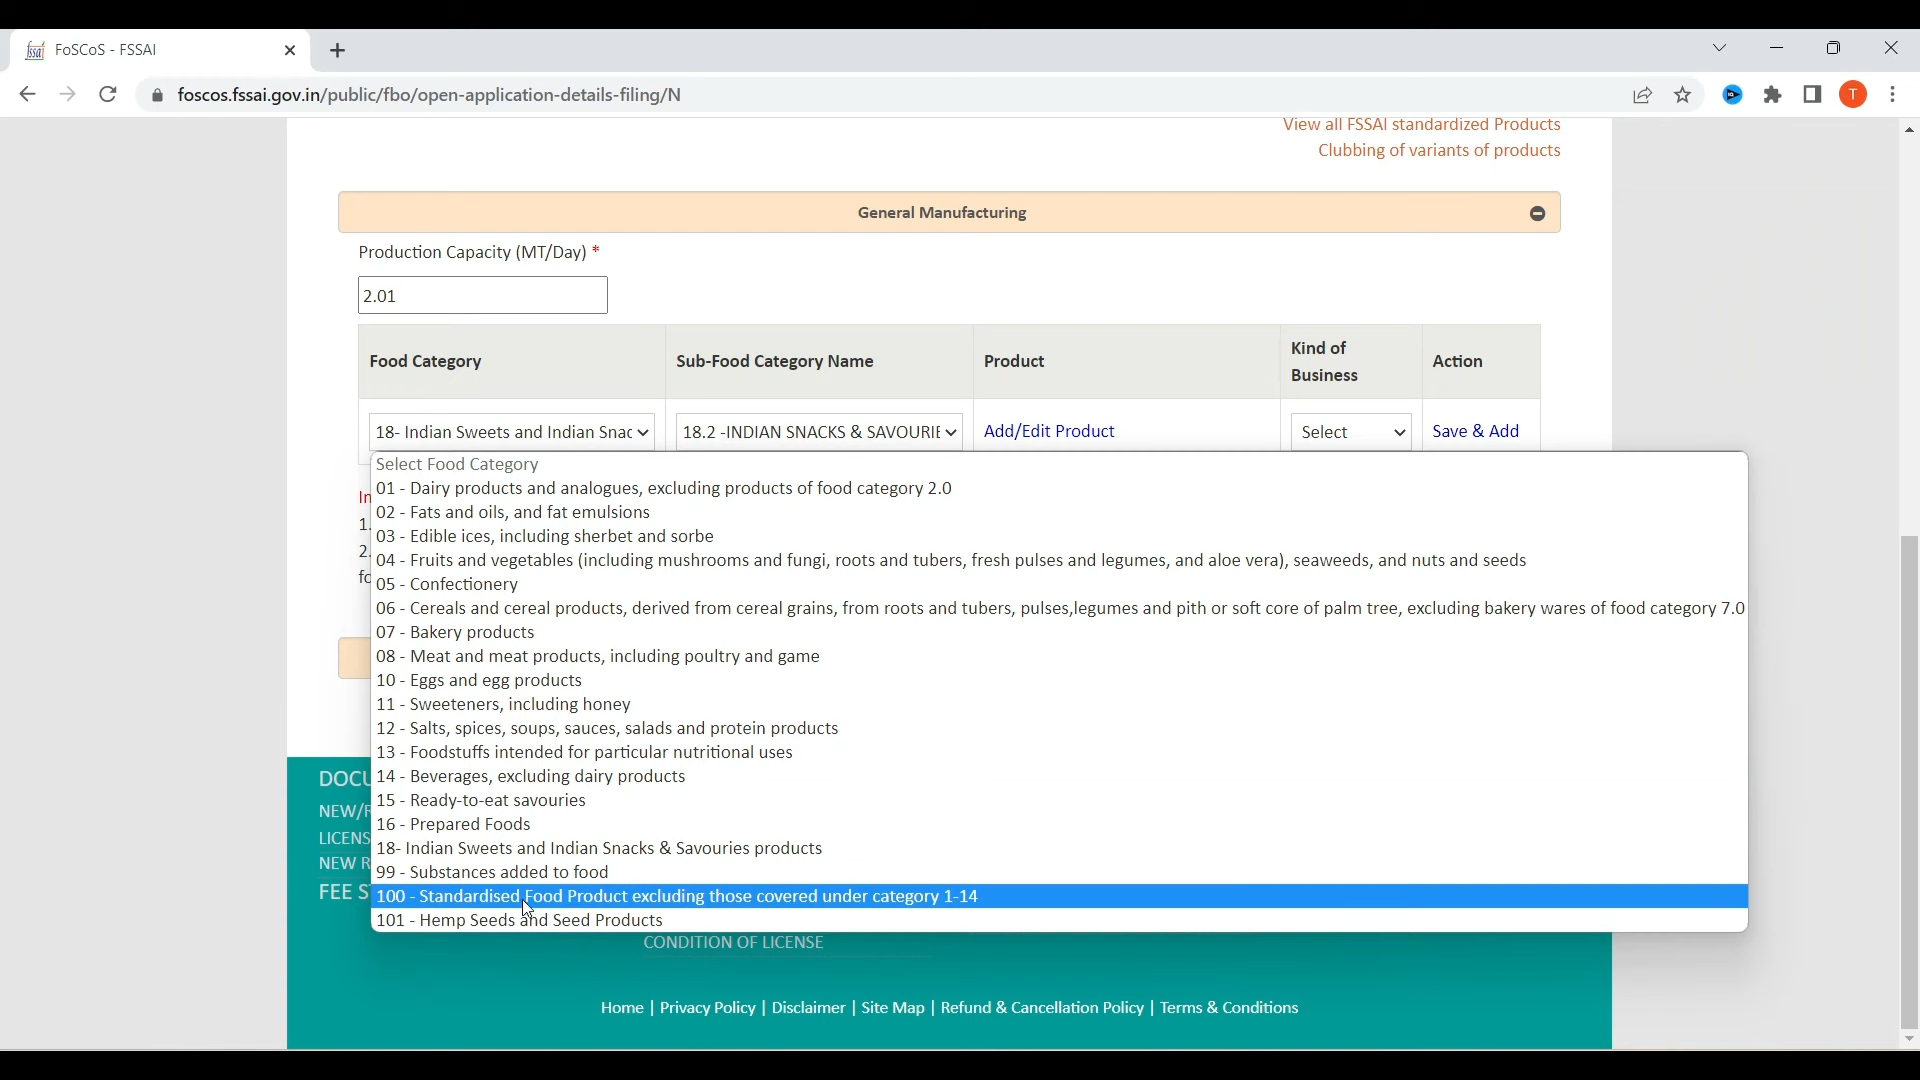 FoSCoS - FSSAI
foscos.fssai.gov.in/public/fbo/open-application-details-filing/N
T
View all FSSAI standardized Products
Clubbing of variants of products
General Manufacturing
Production Capacity (MT/Day) *
2.01
Food Category Sub-Food Category Name Product Kind of Business Action
18- Indian Sweets and Indian Snac 18.2 -INDIAN SNACKS & SAVOURIE Add/Edit Product Select Save & Add
Select Food Category
01 - Dairy products and analogues, excluding products of food category 2.0
02 - Fats and oils, and fat emulsions
03 - Edible ices, including sherbet and sorbe
04 - Fruits and vegetables (including mushrooms and fungi, roots and tubers, fresh pulses and legumes, and aloe vera), seaweeds, and nuts and seeds
05 - Confectionery
06 - Cereals and cereal products, derived from cereal grains, from roots and tubers, pulses,legumes and pith or soft core of palm tree, excluding bakery wares of food category 7.0
07 - Bakery products
08 - Meat and meat products, including poultry and game
10 - Eggs and egg products
11 - Sweeteners, including honey
12 - Salts, spices, soups, sauces, salads and protein products
13 - Foodstuffs intended for particular nutritional uses
14 - Beverages, excluding dairy products
15 - Ready-to-eat savouries
16 - Prepared Foods
18- Indian Sweets and Indian Snacks & Savouries products
99 - Substances added to food
100 - Standardised Food Product excluding those covered under category 1-14
101 - Hemp Seeds and Seed Products
In
1.
2.
fo
DOCU
NEW/R
LICENS
NEW R
FEE S
CONDITION OF LICENSE
Home | Privacy Policy | Disclaimer | Site Map | Refund & Cancellation Policy | Terms & Conditions